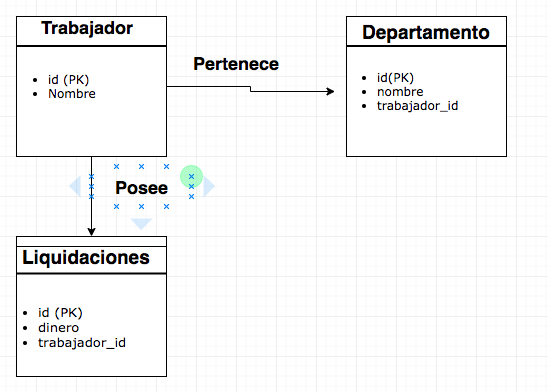 Trabajador
• id (PK)
• Nombre
Pertenece
Departamento
• id(PK)
• nombre
• trabajador_id
Posee
Liquidaciones
• id (PK)
• dinero
• trabajador_id